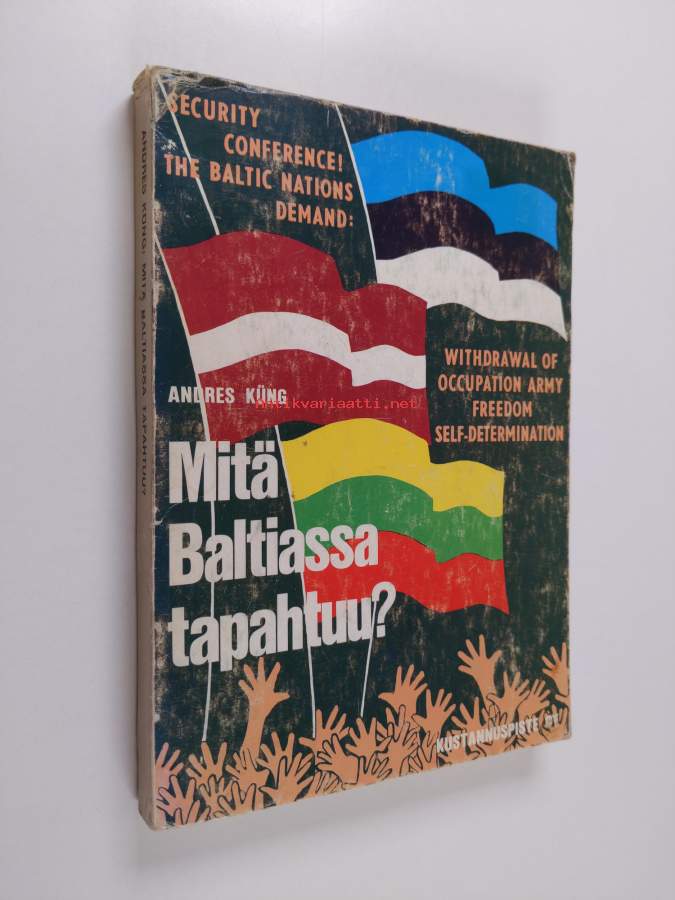 SECURITY
CONFERENCE!
THE BALTIC NATIONS
DEMAND:
WITHDRAWAL OF
OCCUPATION ARMY
FREEDOM
SELF-DETERMINATION
ANDRES KÜNG
antikvariaatti.net
Mitä
Baltiassa
tapahtuu?
KUSTANNUSPISTE OY
ANDRES KÜNG: MITÄ BALTIASSA TAPAHTUU?